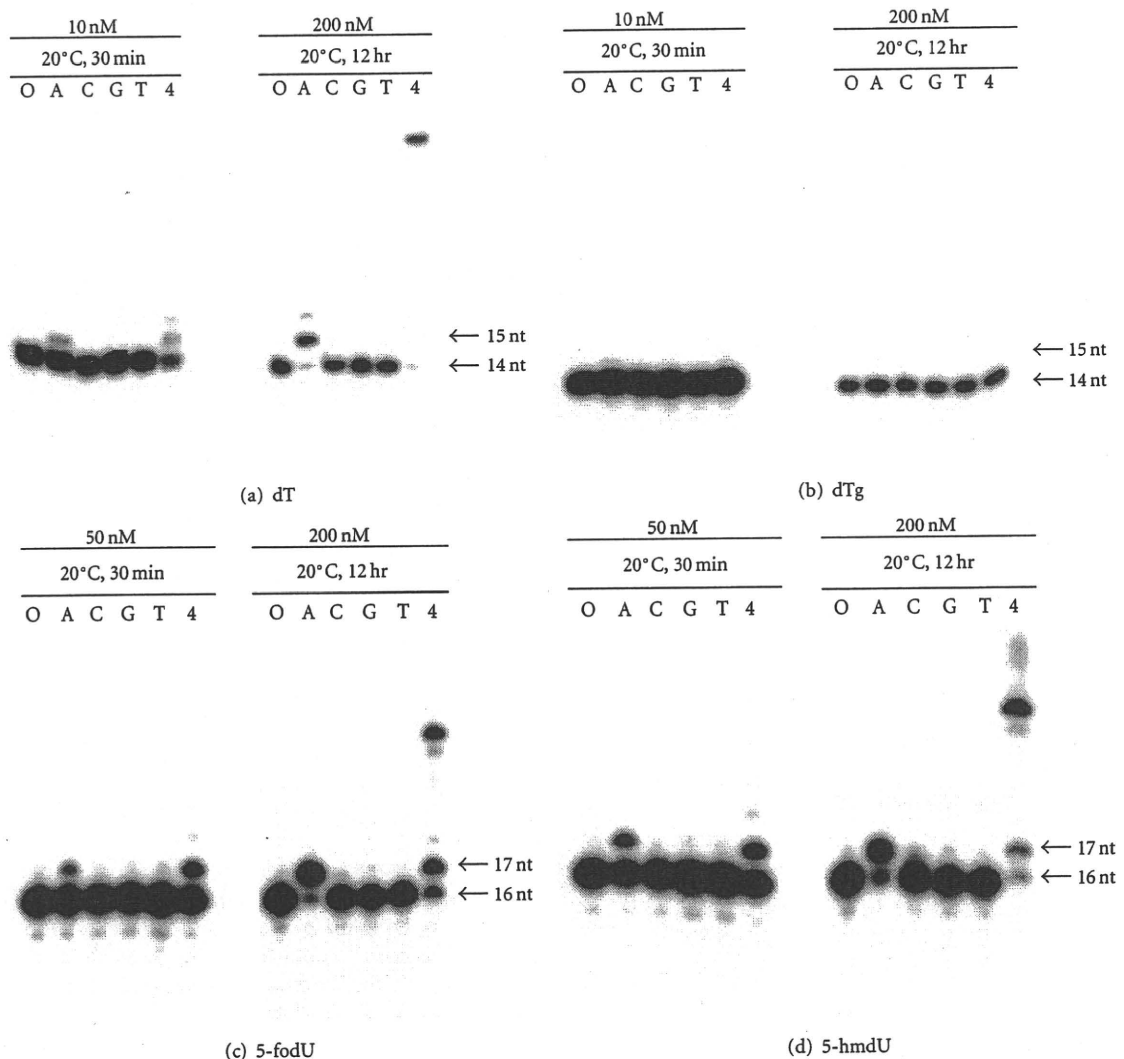 10 nM
20°C, 30 min
O A C G T 4
200 nM
20°C, 12 hr
O A C G T 4
← 15 nt
← 14 nt
(a) dT
10 nM
20°C, 30 min
O A C G T 4
200 nM
20°C, 12 hr
O A C G T 4
← 15 nt
← 14 nt
(b) dTg
50 nM
20°C, 30 min
O A C G T 4
200 nM
20°C, 12 hr
O A C G T 4
← 17 nt
← 16 nt
(c) 5-fodU
50 nM
20°C, 30 min
O A C G T 4
200 nM
20°C, 12 hr
O A C G T 4
← 17 nt
← 16 nt
(d) 5-hmdU